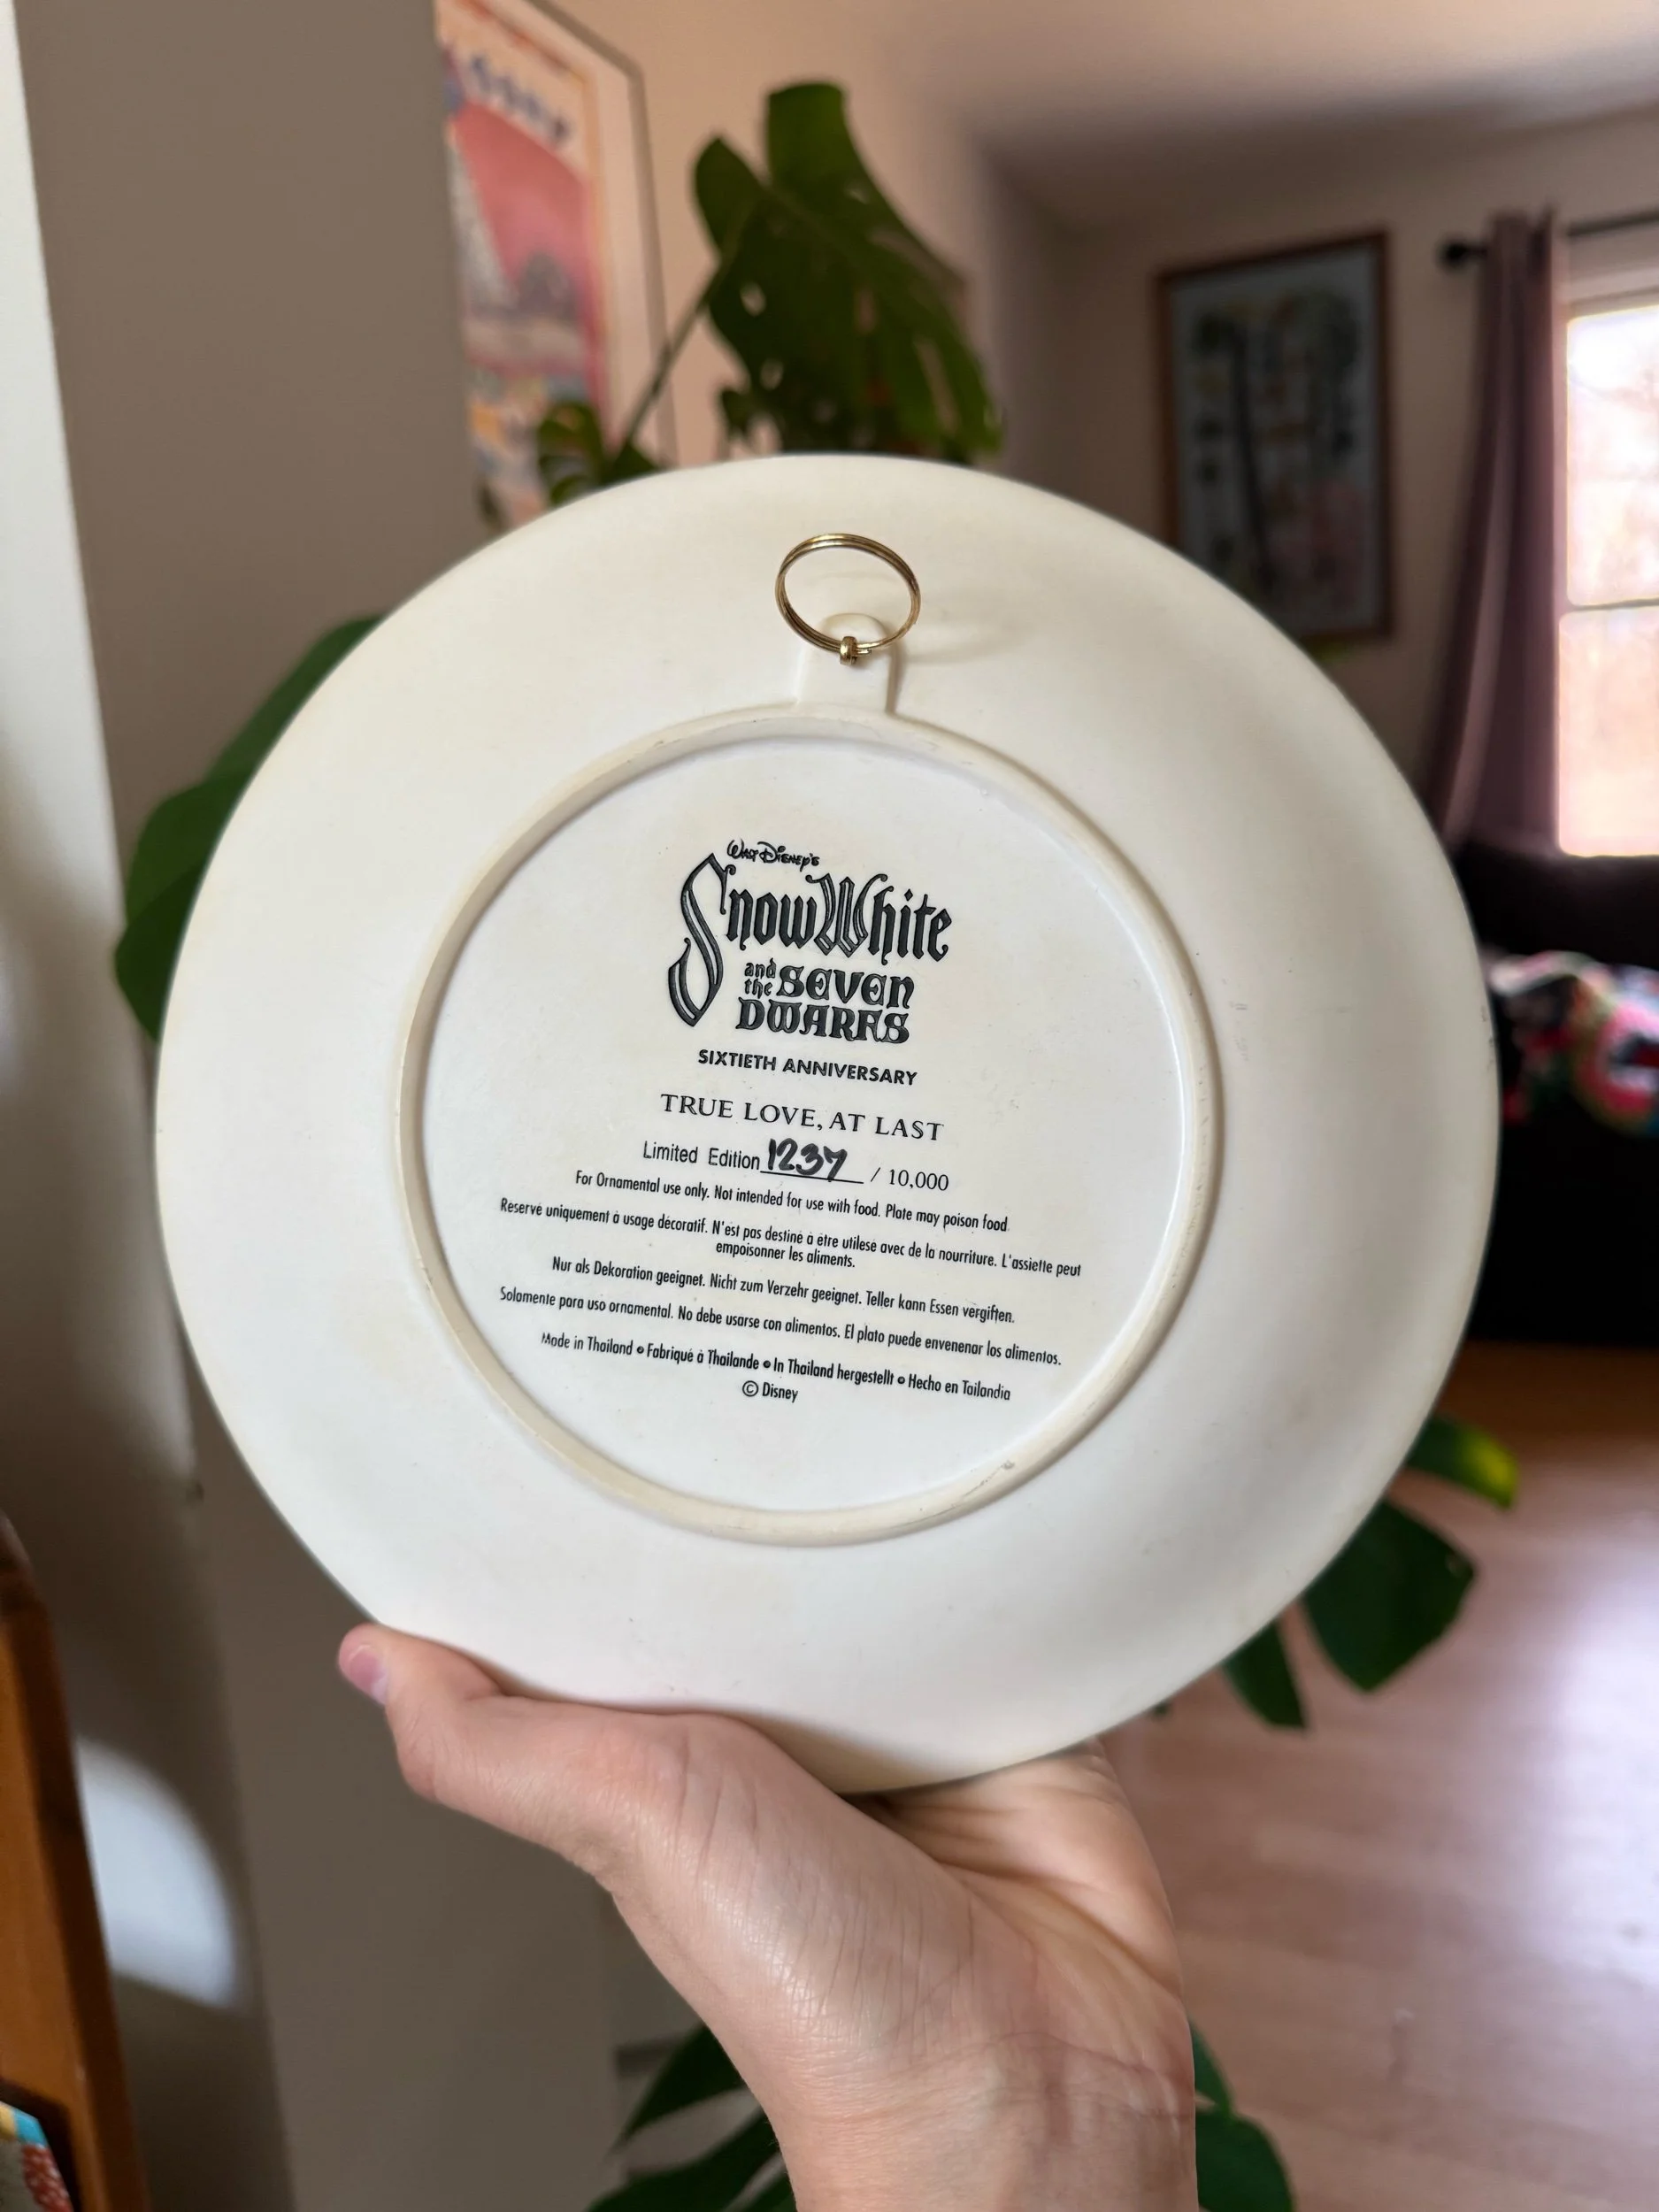 Walt Disney's
Snow White
and the SEVEN
DWARFS
SIXTIETH ANNIVERSARY
TRUE LOVE, AT LAST
Limited Edition 1237 / 10,000
For Ornamental use only. Not intended for use with food. Plate may poison food.
Reservé uniquement à usage décoratif. N'est pas destiné à être utilesé avec de la nourriture. L'assiette peut
empoisonner les aliments.
Nur als Dekoration geeignet. Nicht zum Verzehr geeignet. Teller kann Essen vergiften.
Solamente para uso ornamental. No debe usarse con alimentos. El plato puede envenenar los alimentos.
Made in Thailand • Fabriqué à Thailande • In Thailand hergestellt • Hecho en Tailandia
© Disney